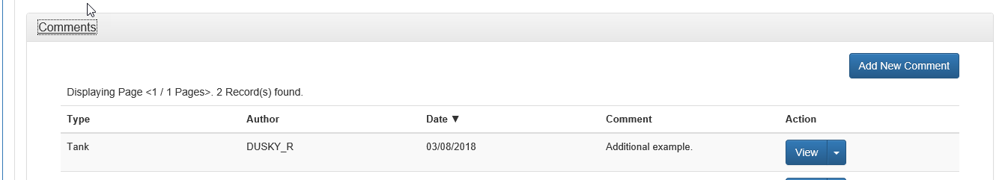 Comments
Add New Comment
Displaying Page <1 / 1 Pages>. 2 Record(s) found.
Type Author Date ▼ Comment Action
Tank DUSKY_R 03/08/2018 Additional example. View